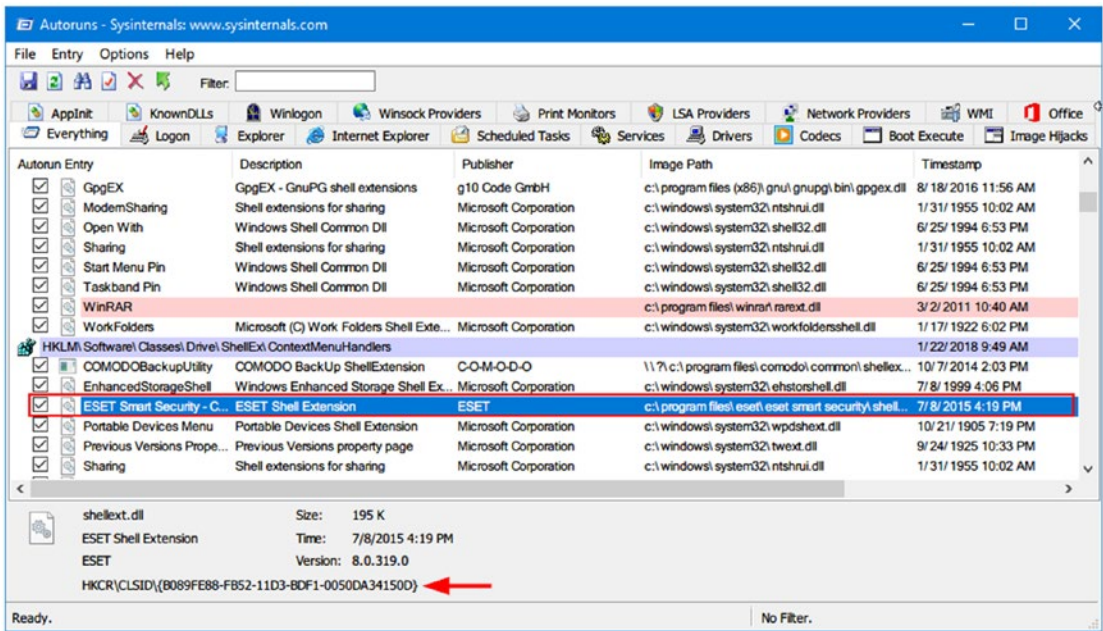 Autoruns - Sysinternals: www.sysinternals.com
File Entry Options Help
Filter:
AppInit KnownDLLs Winlogon Winsock Providers Print Monitors LSA Providers Network Providers WMI Office
Everything Logon Explorer Internet Explorer Scheduled Tasks Services Drivers Codecs Boot Execute Image Hijacks
Autorun Entry Description Publisher Image Path Timestamp
GpgEX GpgEX - GnuPG shell extensions g10 Code GmbH c:\program files (x86)\gnu\gnupg\bin\gpgex.dll 8/18/2016 11:56 AM
ModernSharing Shell extensions for sharing Microsoft Corporation c:\windows\system32\ntshrui.dll 1/31/1955 10:02 AM
Open With Windows Shell Common Dll Microsoft Corporation c:\windows\system32\shell32.dll 6/25/1994 6:53 PM
Sharing Shell extensions for sharing Microsoft Corporation c:\windows\system32\ntshrui.dll 1/31/1955 10:02 AM
Start Menu Pin Windows Shell Common Dll Microsoft Corporation c:\windows\system32\shell32.dll 6/25/1994 6:53 PM
Taskband Pin Windows Shell Common Dll Microsoft Corporation c:\windows\system32\shell32.dll 6/25/1994 6:53 PM
WinRAR c:\program files\winrar\rarext.dll 3/2/2011 10:40 AM
WorkFolders Microsoft (C) Work Folders Shell Exte... Microsoft Corporation c:\windows\system32\workfoldersshell.dll 1/17/1922 6:02 PM
HKLM\Software\Classes\Drive\ShellEx\ContextMenuHandlers 1/22/2018 9:49 AM
COMODOBackupUtility COMODO BackUp ShellExtension C-O-M-O-D-O \\?\c:\program files\comodo\common\shellex... 10/7/2014 2:03 PM
EnhancedStorageShell Windows Enhanced Storage Shell Ex... Microsoft Corporation c:\windows\system32\ehstorshell.dll 7/8/1999 4:06 PM
ESET Smart Security - C... ESET Shell Extension ESET c:\program files\eset\eset smart security\shell... 7/8/2015 4:19 PM
Portable Devices Menu Portable Devices Shell Extension Microsoft Corporation c:\windows\system32\wpdshext.dll 10/21/1905 7:19 PM
Previous Versions Prope... Previous Versions property page Microsoft Corporation c:\windows\system32\twext.dll 9/24/1925 10:33 PM
Sharing Shell extensions for sharing Microsoft Corporation c:\windows\system32\ntshrui.dll 1/31/1955 10:02 AM
shellext.dll Size: 195 K
ESET Shell Extension Time: 7/8/2015 4:19 PM
ESET Version: 8.0.319.0
HKCR\CLSID\{B089FE88-FB52-11D3-BDF1-0050DA34150D}
Ready. No Filter.